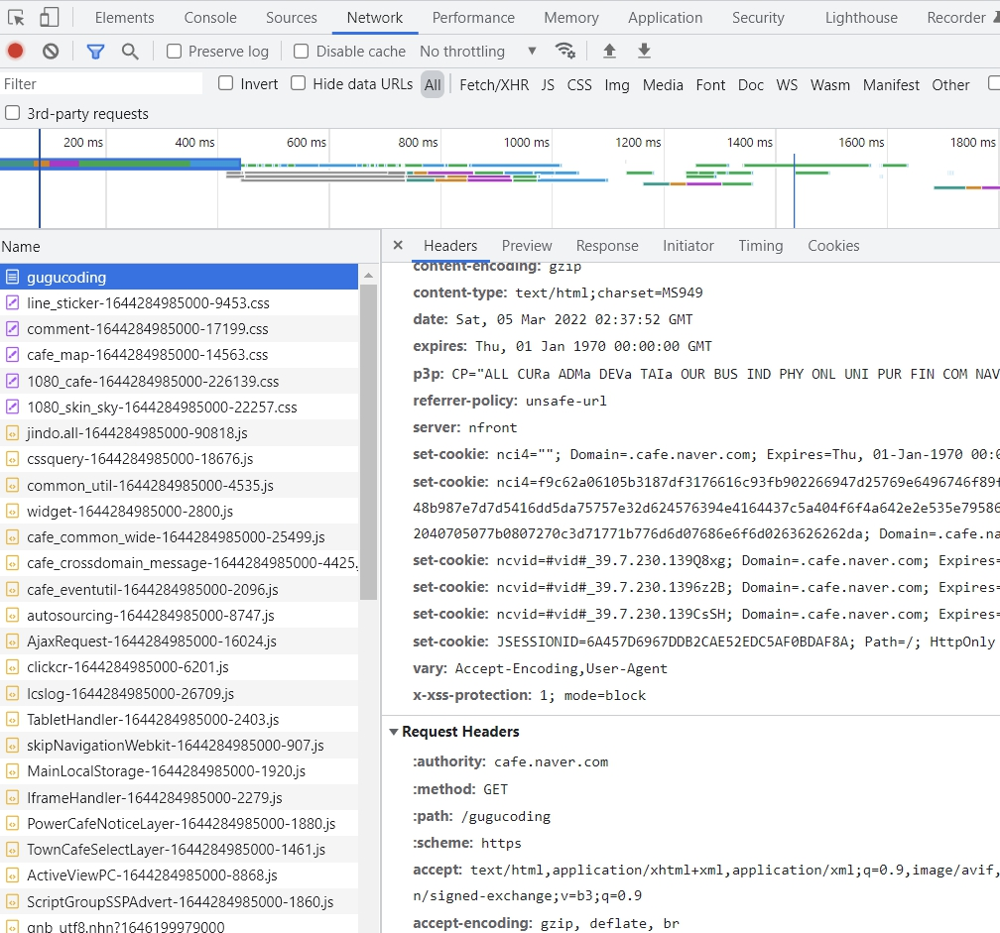 Elements Console Sources Network Performance Memory Application Security Lighthouse Recorder
Preserve log Disable cache No throttling
Filter Invert Hide data URLs All Fetch/XHR JS CSS Img Media Font Doc WS Wasm Manifest Other
3rd-party requests
200 ms 400 ms 600 ms 800 ms 1000 ms 1200 ms 1400 ms 1600 ms 1800 ms
Name
gugucoding
line_sticker-1644284985000-9453.css
comment-1644284985000-17199.css
cafe_map-1644284985000-14563.css
1080_cafe-1644284985000-226139.css
1080_skin_sky-1644284985000-22257.css
jindo.all-1644284985000-90818.js
cssquery-1644284985000-18676.js
common_util-1644284985000-4535.js
widget-1644284985000-2800.js
cafe_common_wide-1644284985000-25499.js
cafe_crossdomain_message-1644284985000-4425.
cafe_eventutil-1644284985000-2096.js
autosourcing-1644284985000-8747.js
AjaxRequest-1644284985000-16024.js
clickcr-1644284985000-6201.js
lcslog-1644284985000-26709.js
TabletHandler-1644284985000-2403.js
skipNavigationWebkit-1644284985000-907.js
MainLocalStorage-1644284985000-1920.js
IframeHandler-1644284985000-2279.js
PowerCafeNoticeLayer-1644284985000-1880.js
TownCafeSelectLayer-1644284985000-1461.js
ActiveViewPC-1644284985000-8868.js
ScriptGroupSSPAdvert-1644284985000-1860.js
gnb_utf8.nhn?1646199979000
Headers Preview Response Initiator Timing Cookies
content-encoding: gzip
content-type: text/html;charset=MS949
date: Sat, 05 Mar 2022 02:37:52 GMT
expires: Thu, 01 Jan 1970 00:00:00 GMT
p3p: CP="ALL CURa ADMa DEVa TAIa OUR BUS IND PHY ONL UNI PUR FIN COM NAV
referrer-policy: unsafe-url
server: nfront
set-cookie: nci4=""; Domain=.cafe.naver.com; Expires=Thu, 01-Jan-1970 00:0
set-cookie: nci4=f9c62a06105b3187df3176616c93fb902266947d25769e6496746f89f
48b987e7d7d5416dd5da75757e32d624576394e4164437c5a404f6f4a642e2e535e79586
2040705077b0807270c3d71771b776d6d07686e6f6d0263626262da; Domain=.cafe.na
set-cookie: ncvid=#vid#_39.7.230.139Q8xg; Domain=.cafe.naver.com; Expires=
set-cookie: ncvid=#vid#_39.7.230.1396z2B; Domain=.cafe.naver.com; Expires=
set-cookie: ncvid=#vid#_39.7.230.139CsSH; Domain=.cafe.naver.com; Expires=
set-cookie: JSESSIONID=6A457D6967DDB2CAE52EDC5AF0BDAF8A; Path=/; HttpOnly
vary: Accept-Encoding,User-Agent
x-xss-protection: 1; mode=block
Request Headers
:authority: cafe.naver.com
:method: GET
:path: /gugucoding
:scheme: https
accept: text/html,application/xhtml+xml,application/xml;q=0.9,image/avif,
n/signed-exchange;v=b3;q=0.9
accept-encoding: gzip, deflate, br